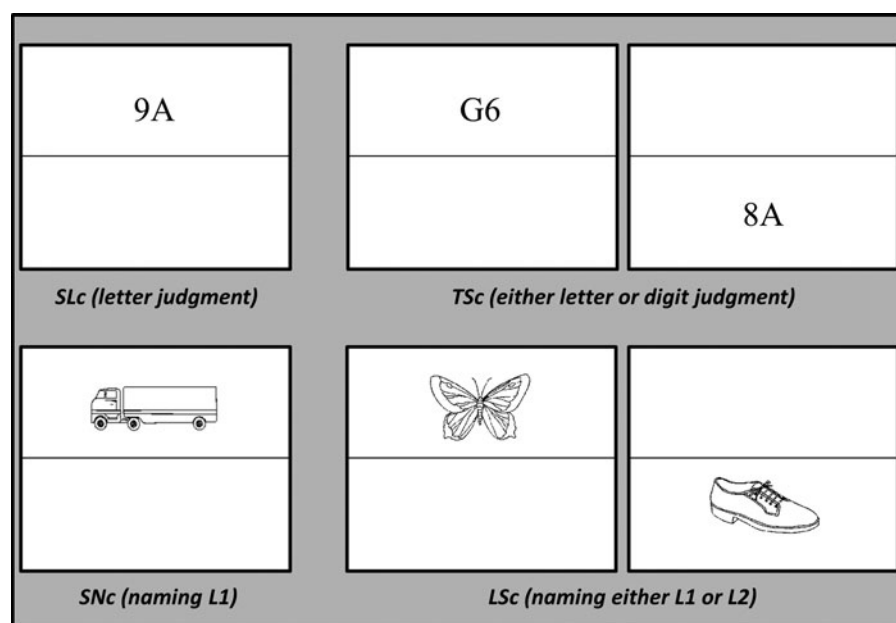 9A
G6
8A
SLc (letter judgment)
TSc (either letter or digit judgment)
SNc (naming L1)
LSc (naming either L1 or L2)